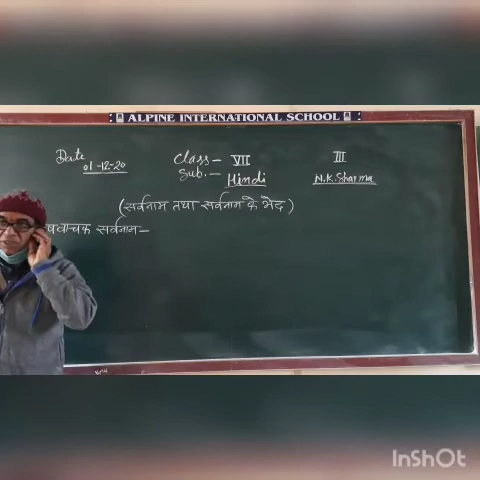 ALPINE INTERNATIONAL SCHOOL
Date 01-12-20 Class- VII III
Sub.- Hindi N.K.Sharma
(सर्वनाम तथा सर्वनाम के भेद)
सर्वनाम-
InShOt